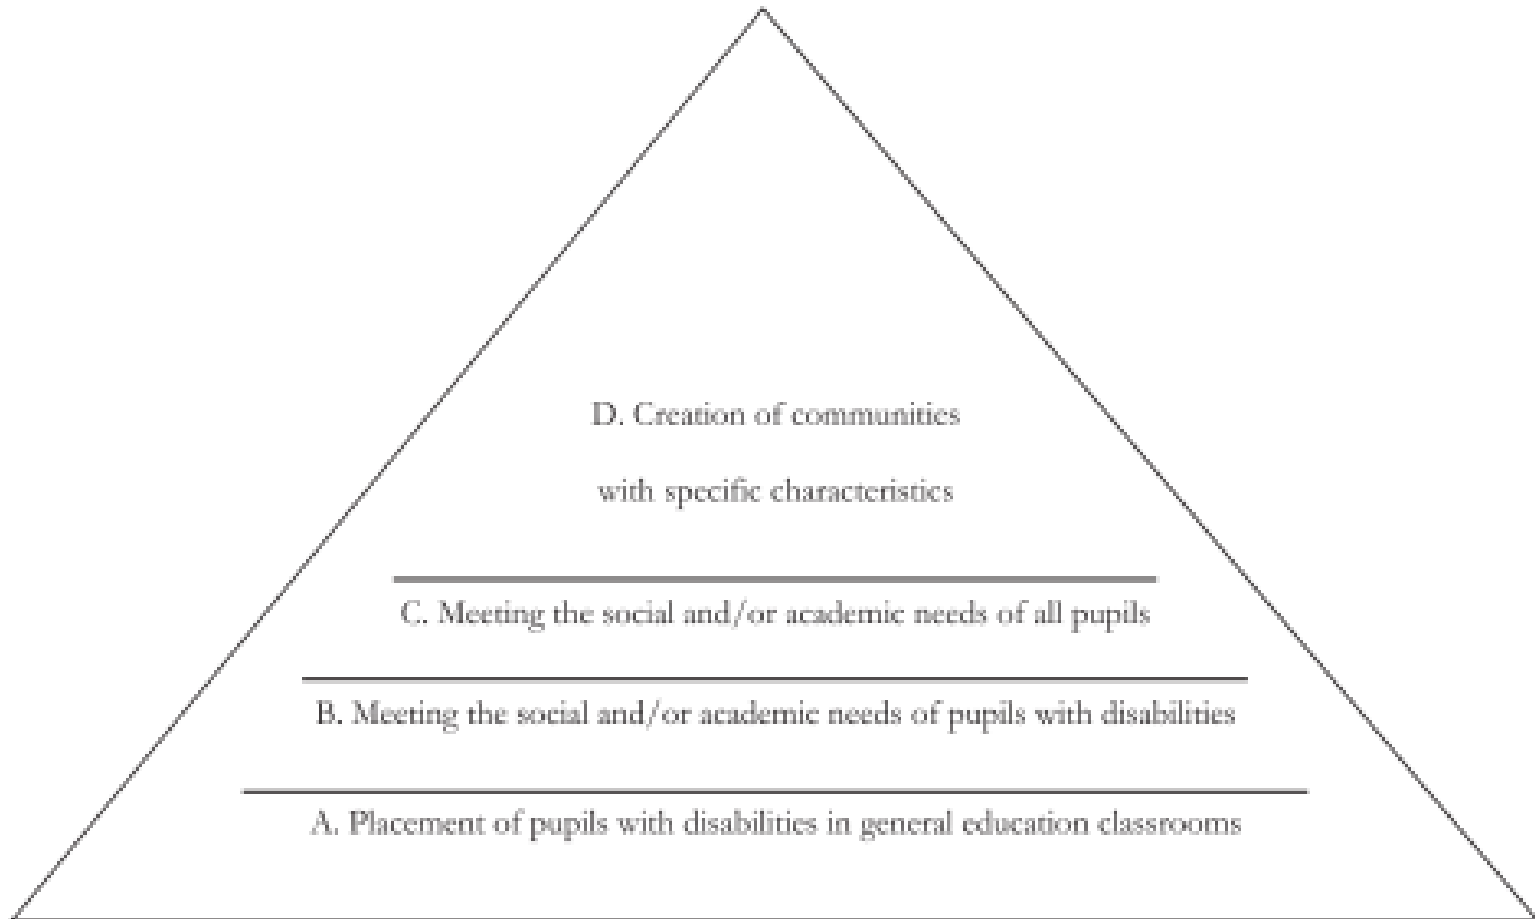 D. Creation of communities
with specific characteristics
C. Meeting the social and/or academic needs of all pupils
B. Meeting the social and/or academic needs of pupils with disabilities
A. Placement of pupils with disabilities in general education classrooms